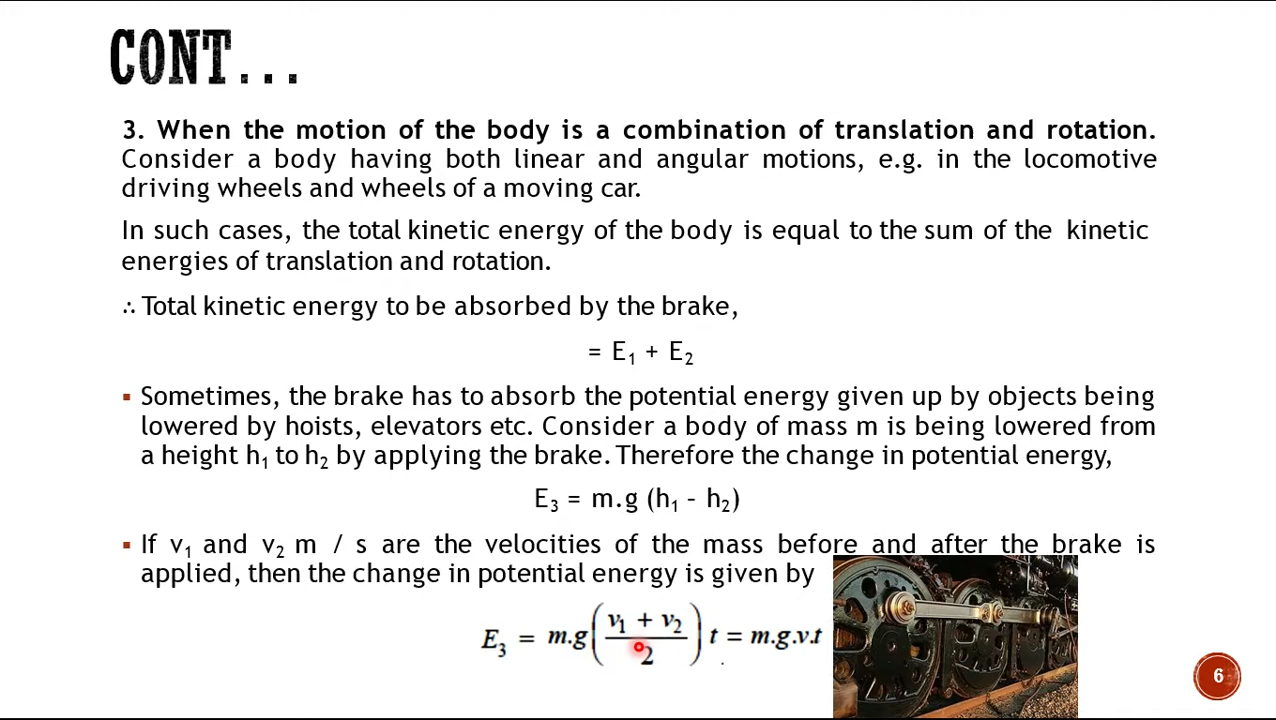 CONT...
3. When the motion of the body is a combination of translation and rotation.
Consider a body having both linear and angular motions, e.g. in the locomotive
driving wheels and wheels of a moving car.
In such cases, the total kinetic energy of the body is equal to the sum of the kinetic
energies of translation and rotation.
∴ Total kinetic energy to be absorbed by the brake,
= E₁ + E₂
▪ Sometimes, the brake has to absorb the potential energy given up by objects being
lowered by hoists, elevators etc. Consider a body of mass m is being lowered from
a height h₁ to h₂ by applying the brake. Therefore the change in potential energy,
E₃ = m.g (h₁ - h₂)
▪ If v₁ and v₂ m / s are the velocities of the mass before and after the brake is
applied, then the change in potential energy is given by
E₃ = m.g((v₁ + v₂)/2) t = m.g.v.t
6